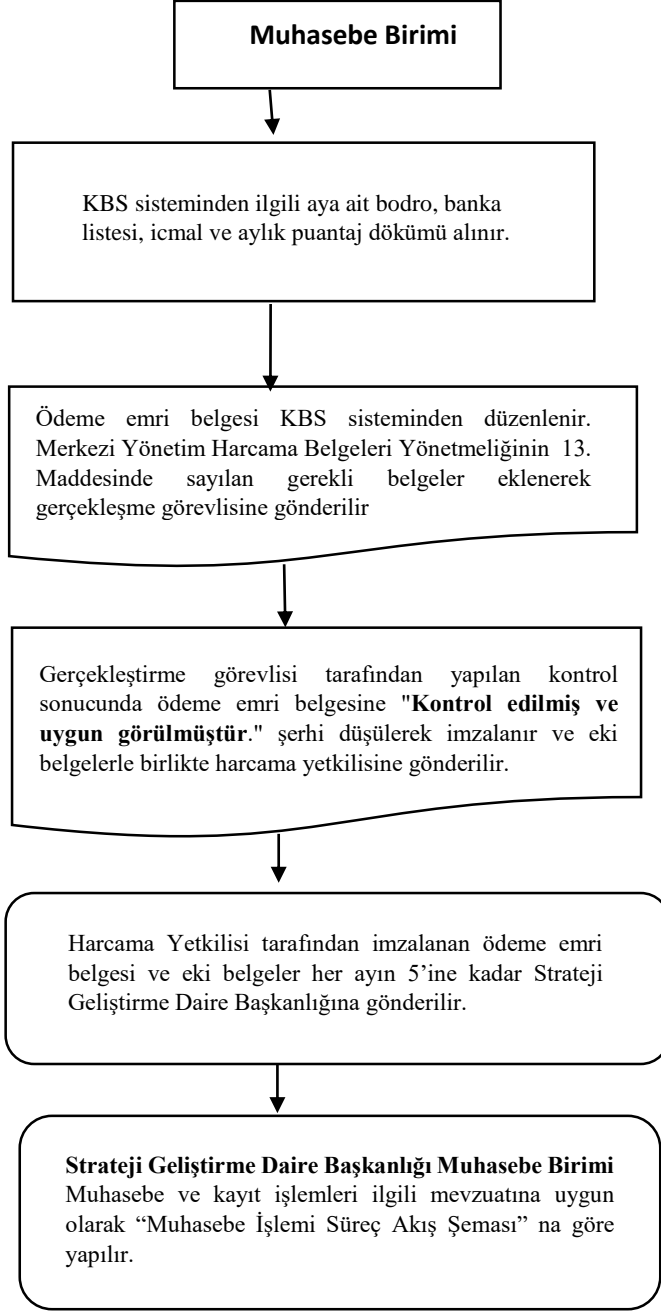 Muhasebe Birimi
KBS sisteminden ilgili aya ait bodro, banka
listesi, icmal ve aylık puantaj dökümü alınır.
Ödeme emri belgesi KBS sisteminden düzenlenir.
Merkezi Yönetim Harcama Belgeleri Yönetmeliğinin 13.
Maddesinde sayılan gerekli belgeler eklenerek
gerçekleşme görevlisine gönderilir
Gerçekleştirme görevlisi tarafından yapılan kontrol
sonucunda ödeme emri belgesine "Kontrol edilmiş ve
uygun görülmüştür." şerhi düşülerek imzalanır ve eki
belgelerle birlikte harcama yetkilisine gönderilir.
Harcama Yetkilisi tarafından imzalanan ödeme emri
belgesi ve eki belgeler her ayın 5’ine kadar Strateji
Geliştirme Daire Başkanlığına gönderilir.
Strateji Geliştirme Daire Başkanlığı Muhasebe Birimi
Muhasebe ve kayıt işlemleri ilgili mevzuatına uygun
olarak “Muhasebe İşlemi Süreç Akış Şeması” na göre
yapılır.